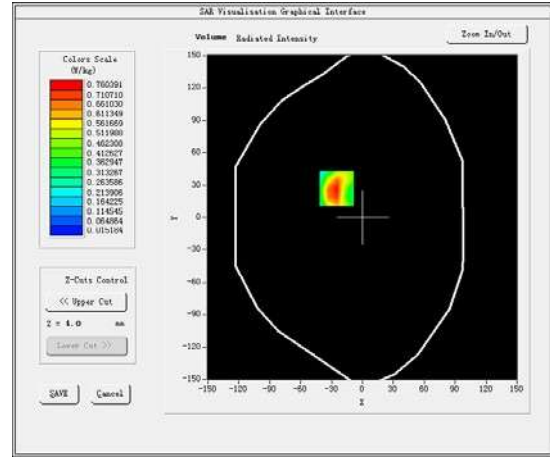 SAR Visualisation Graphical Interface
Volume Radiated Intensity
Zoom In/Out
Colors Scale
(W/kg)
0.760391
0.710710
0.661030
0.611349
0.561669
0.511988
0.462308
0.412627
0.362947
0.313267
0.263586
0.213906
0.164225
0.114545
0.064864
0.015184
150
120
90
60
30
0
-30
-60
-90
-120
-150
Y
-150 -120 -90 -60 -30 0 30 60 90 120 150
X
Z-Cuts Control
<< Upper Cut
Z = 4.0 mm
Lower Cut >>
SAVE Cancel